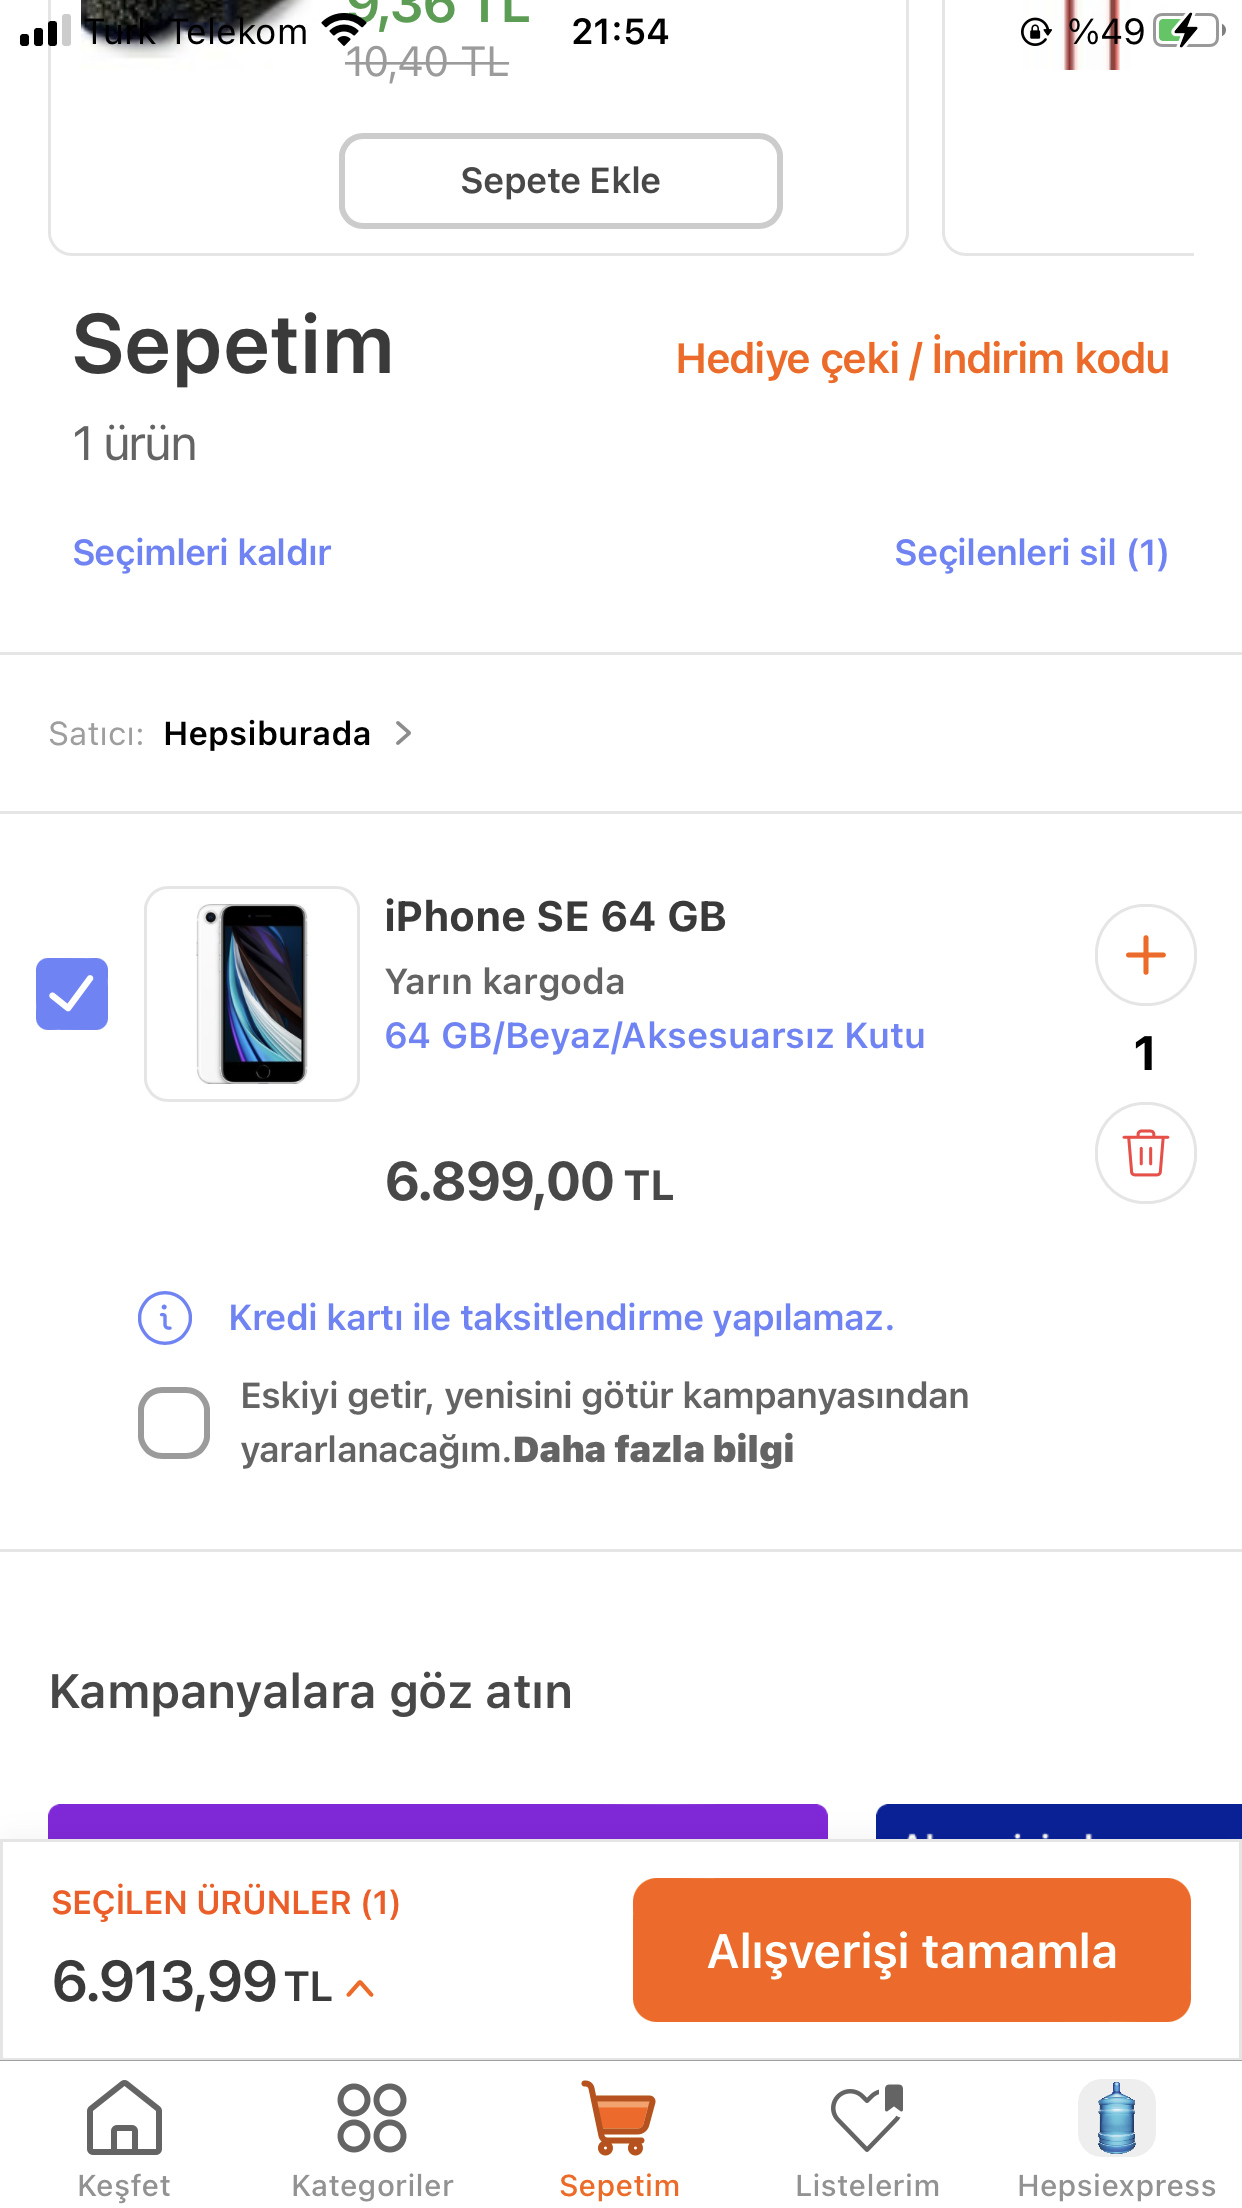 9,36 TL
Türk Telekom
21:54
%49
10,40 TL
Sepete Ekle
Sepetim
Hediye çeki / İndirim kodu
1 ürün
Seçimleri kaldır
Seçilenleri sil (1)
Satıcı: Hepsiburada
iPhone SE 64 GB
Yarın kargoda
64 GB/Beyaz/Aksesuarsız Kutu
1
6.899,00 TL
Kredi kartı ile taksitlendirme yapılamaz.
Eskiyi getir, yenisini götür kampanyasından
yararlanacağım.Daha fazla bilgi
Kampanyalara göz atın
SEÇİLEN ÜRÜNLER (1)
6.913,99 TL
Alışverişi tamamla
Keşfet
Kategoriler
Sepetim
Listelerim
Hepsiexpress